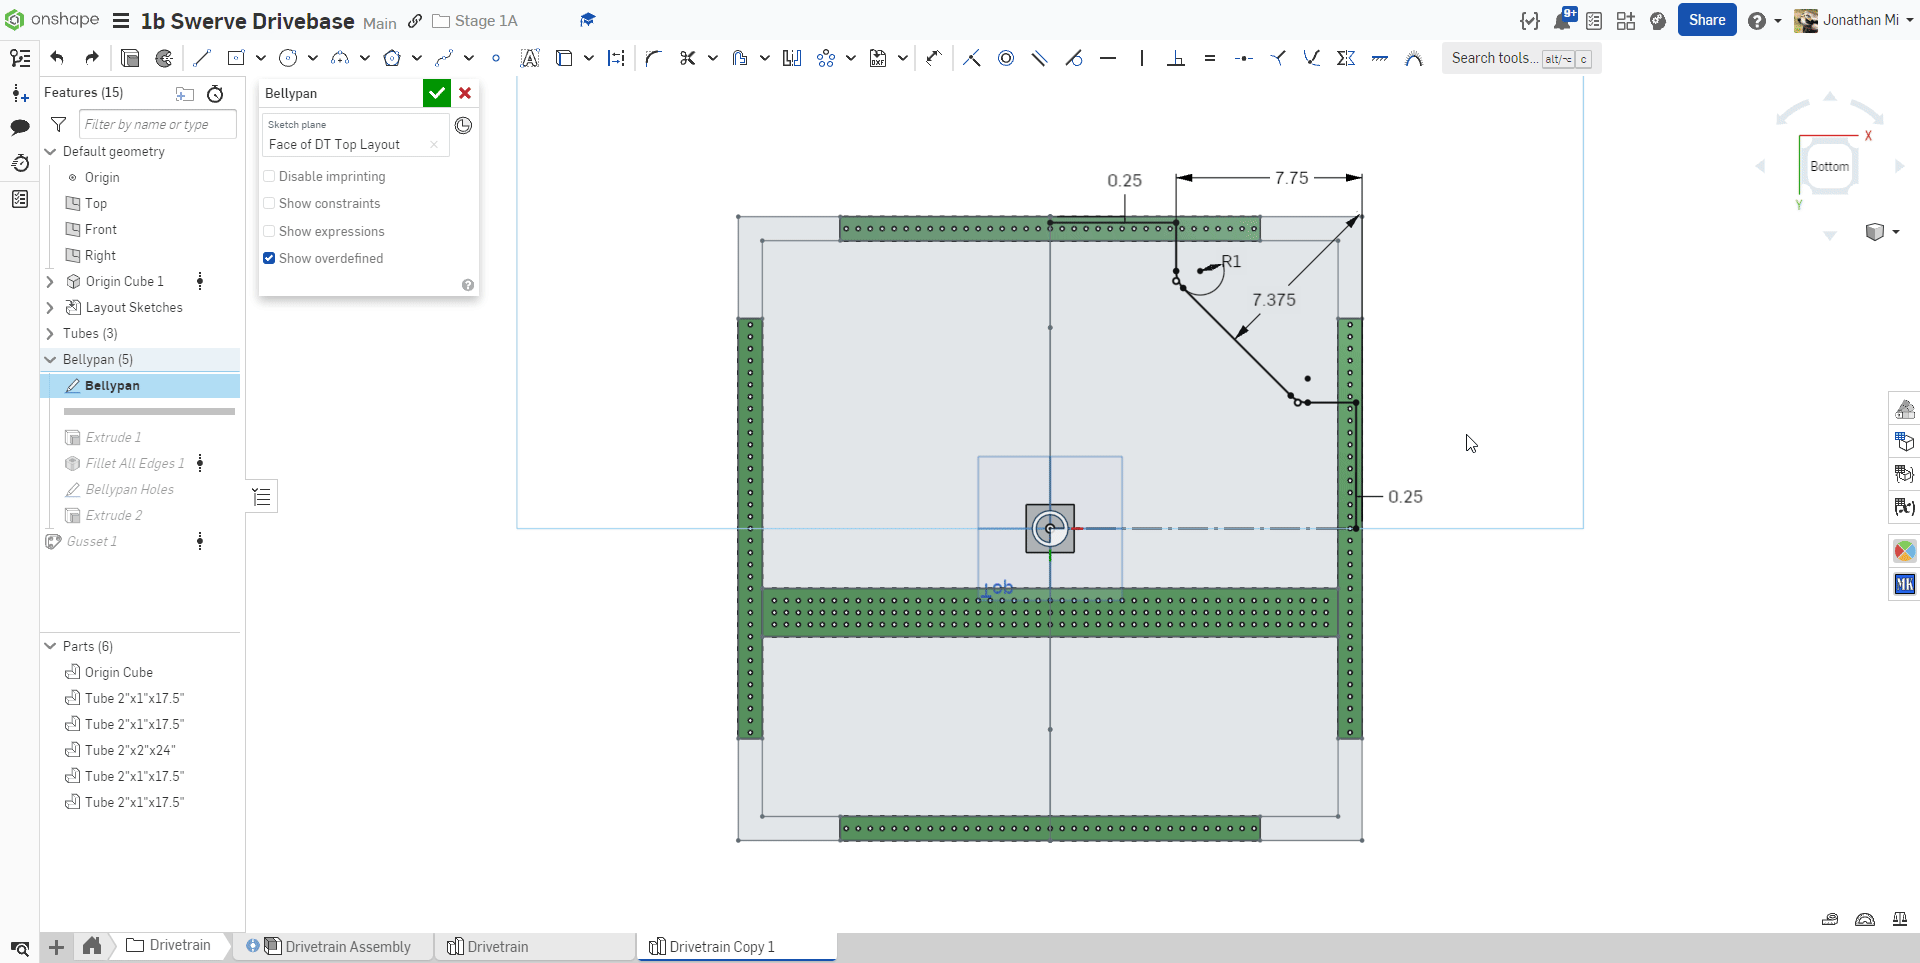 onshape
1b Swerve Drivebase Main Stage 1A
9+
Share
Jonathan Mi
Search tools... alt/⌥ c
Features (15)
Filter by name or type
Default geometry
Origin
Top
Front
Right
Origin Cube 1
Layout Sketches
Tubes (3)
Bellypan (5)
Bellypan
Extrude 1
Fillet All Edges 1
Bellypan Holes
Extrude 2
Gusset 1
Parts (6)
Origin Cube
Tube 2"x1"x17.5"
Tube 2"x1"x17.5"
Tube 2"x2"x24"
Tube 2"x1"x17.5"
Tube 2"x1"x17.5"
Bellypan
Sketch plane
Face of DT Top Layout
Disable imprinting
Show constraints
Show expressions
Show overdefined
0.25
7.75
R1
7.375
0.25
Top
X
Bottom
Y
MK
Drivetrain
Drivetrain Assembly
Drivetrain
Drivetrain Copy 1